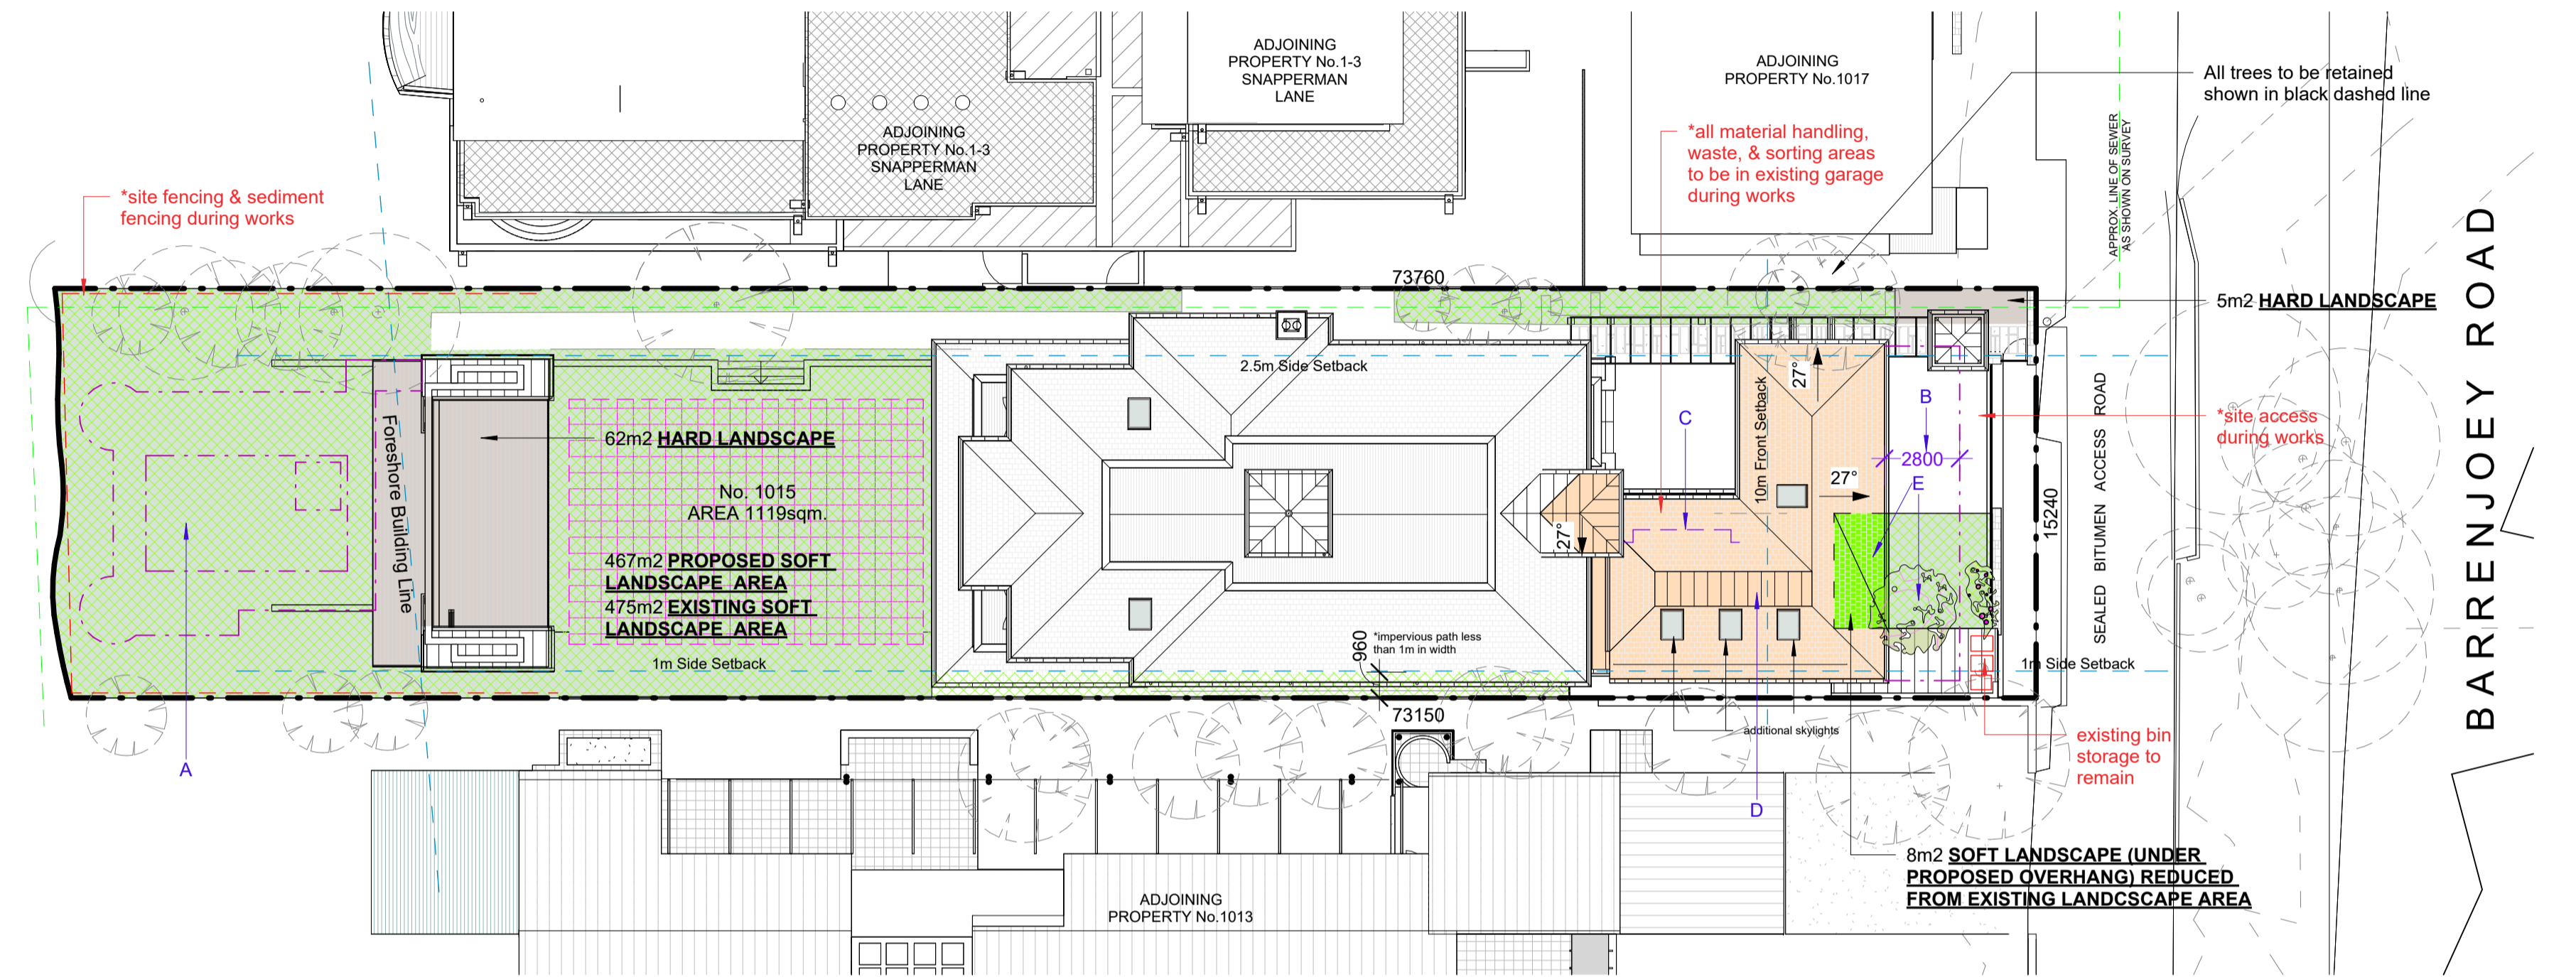 ADJOINING
PROPERTY No.1-3
SNAPPERMAN
LANE
ADJOINING
PROPERTY No.1-3
SNAPPERMAN
LANE
ADJOINING
PROPERTY No.1017
All trees to be retained
shown in black dashed line
*all material handling,
waste, & sorting areas
to be in existing garage
during works
APPROX. LINE OF SEWER
AS SHOWN ON SURVEY
*site fencing & sediment
fencing during works
73760
5m2 HARD LANDSCAPE
2.5m Side Setback
27°
10m Front Setback
B
C
*site access
during works
62m2 HARD LANDSCAPE
Foreshore Building Line
2800
E
27°
No. 1015
AREA 1119sqm.
27°
15240
SEALED BITUMEN ACCESS ROAD
BARRENJOEY ROAD
467m2 PROPOSED SOFT
LANDSCAPE AREA
475m2 EXISTING SOFT
LANDSCAPE AREA
1m Side Setback
960
*impervious path less
than 1m in width
1m Side Setback
73150
additional skylights
existing bin
storage to
remain
A
D
8m2 SOFT LANDSCAPE (UNDER
PROPOSED OVERHANG) REDUCED
FROM EXISTING LANDCSCAPE AREA
ADJOINING
PROPERTY No.1013